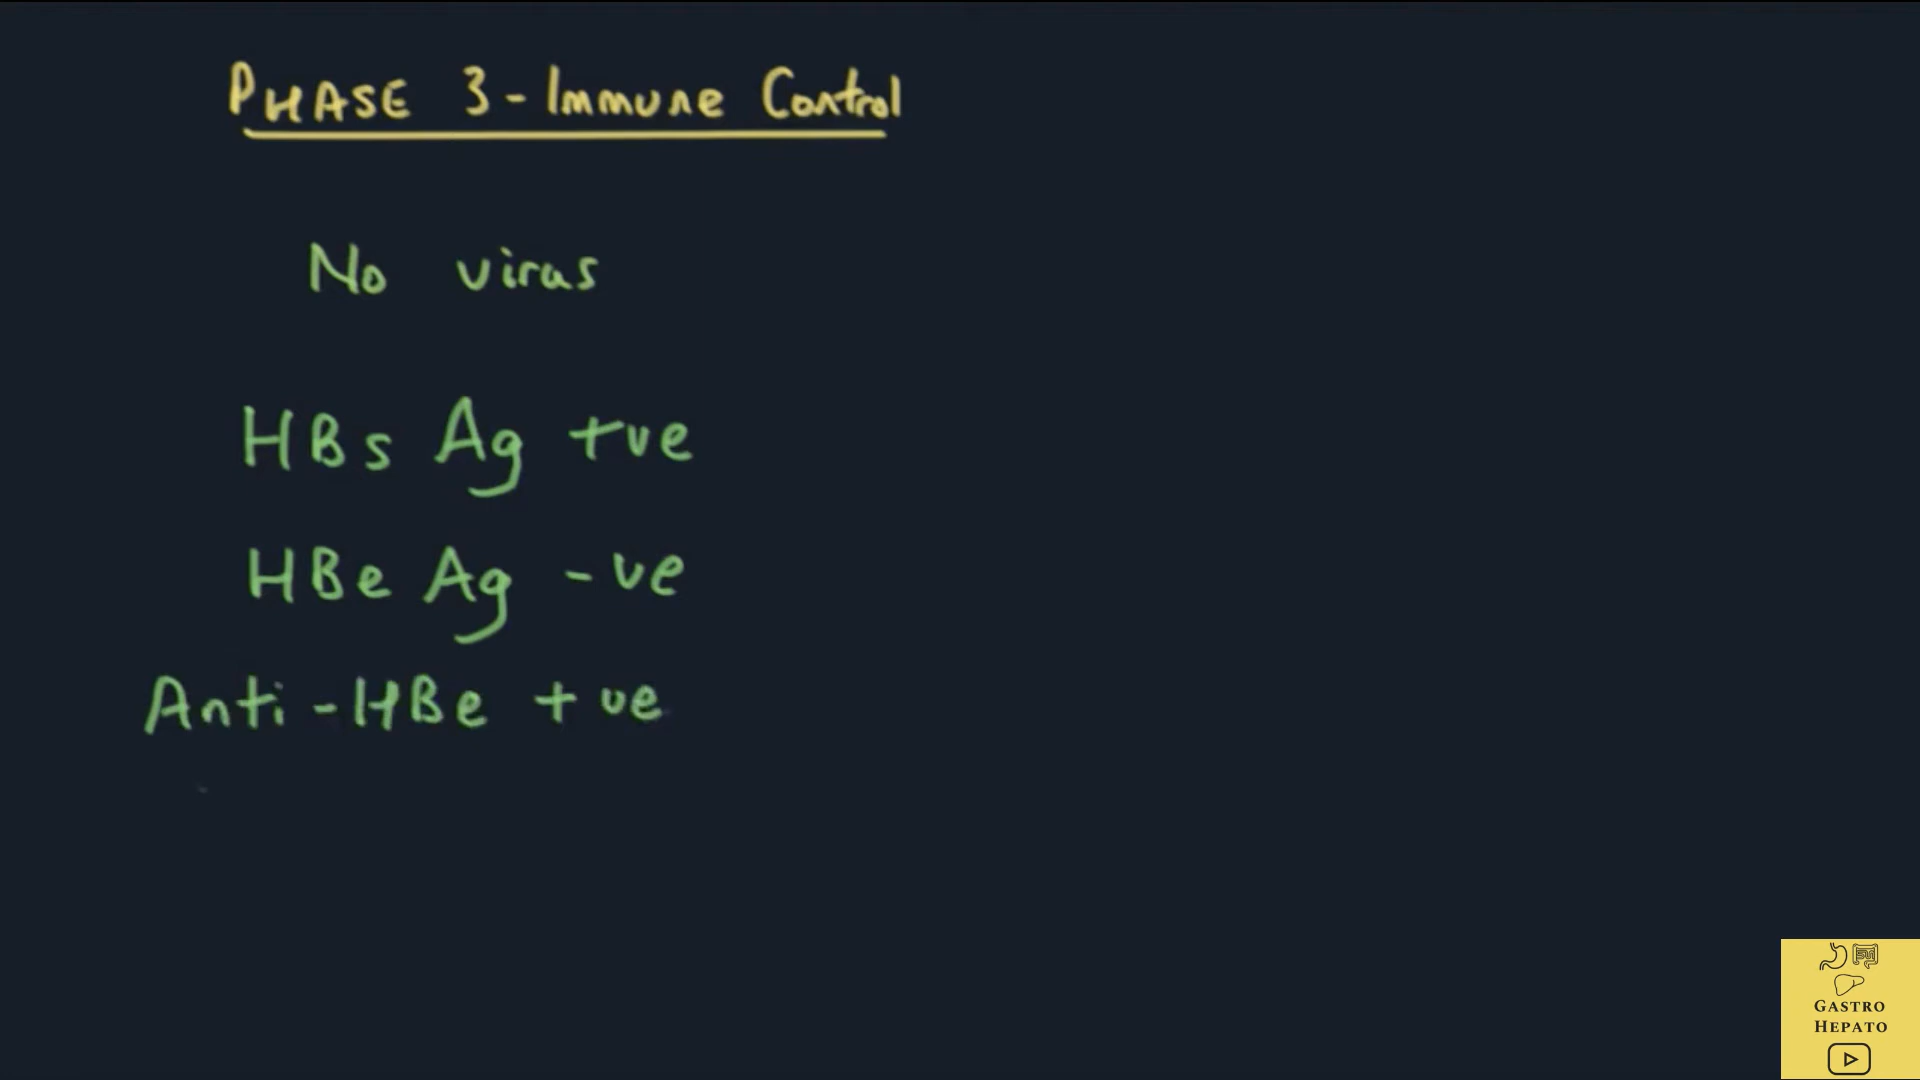 PHASE 3 - Immune Control
No virus
HBs Ag +ve
HBe Ag -ve
Anti-HBe +ve
GASTRO
HEPATO